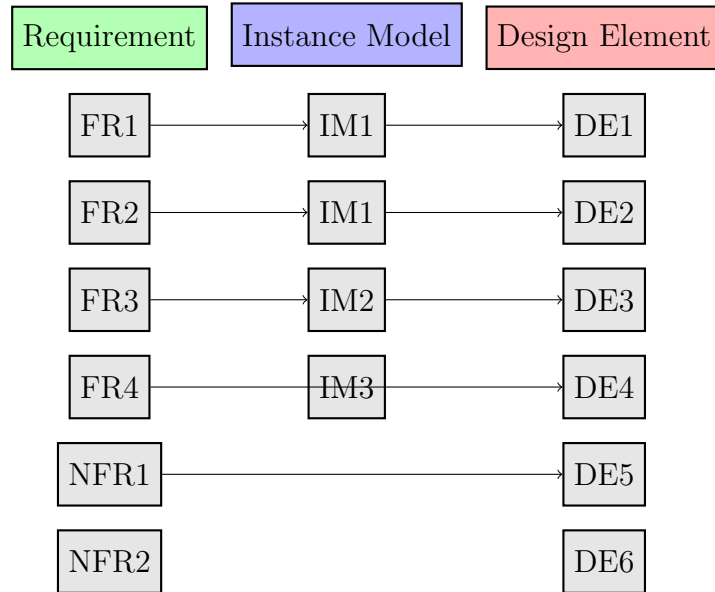 Requirement Instance Model Design Element
FR1 IM1 DE1
FR2 IM1 DE2
FR3 IM2 DE3
FR4 IM3 DE4
NFR1 DE5
NFR2 DE6